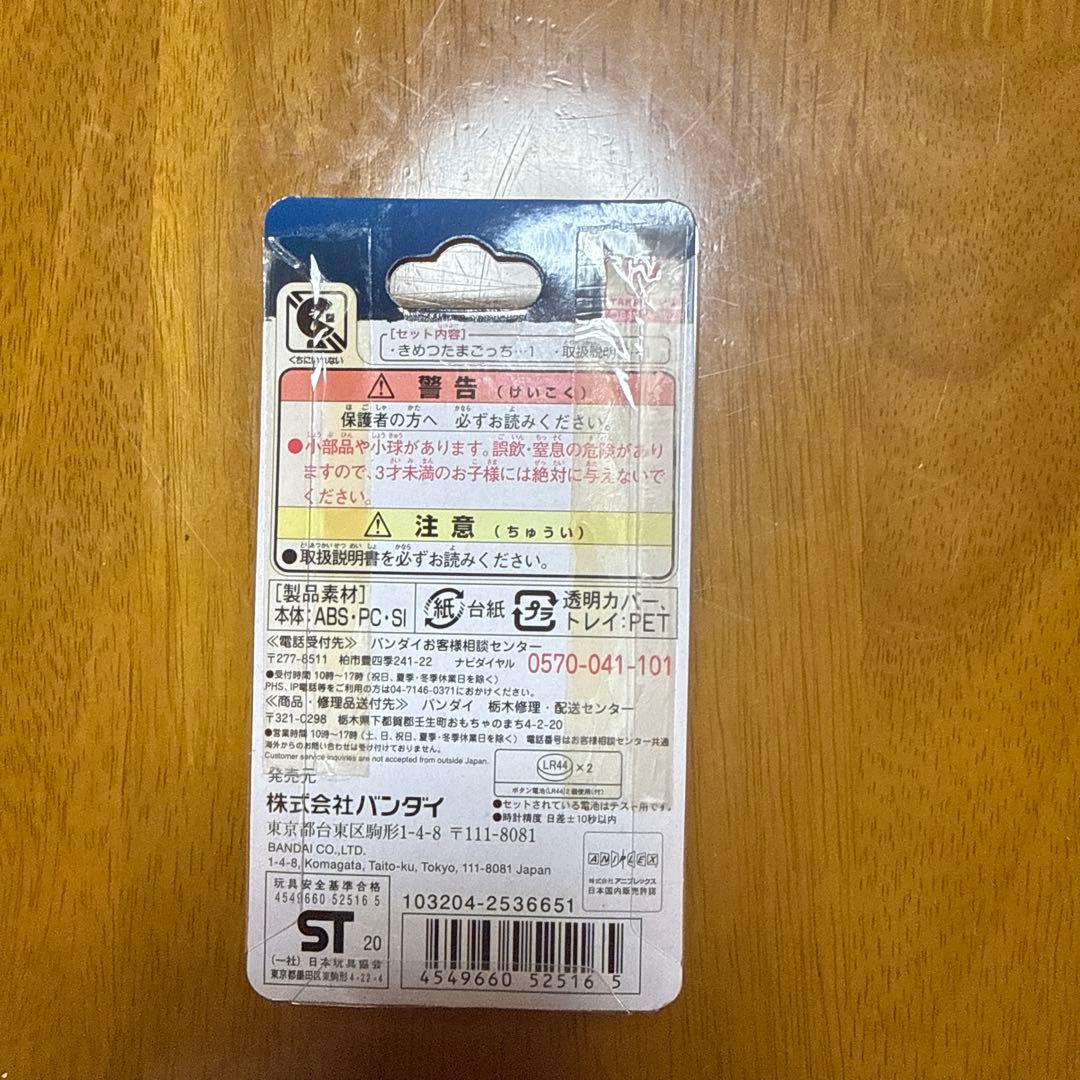 くちにいれない
[セット内容]
・きめつたまごっち…1 ・取扱説明
警告 (けいこく)
保護者の方へ 必ずお読みください。
●小部品や小球があります。誤飲・窒息の危険があり
ますので、3才未満のお子様には絶対に与えないで
ください。
注意 (ちゅうい)
●取扱説明書を必ずお読みください。
[製品素材]
本体:ABS・PC・SI
紙 台紙
プラ 透明カバー、
トレイ:PET
≪電話受付先≫ バンダイお客様相談センター
〒277-8511 柏市豊四季241-22 ナビダイヤル 0570-041-101
●受付時間 10時〜17時 (祝日、夏季・冬季休業日を除く)
PHS、IP電話等をご利用の方は04-7146-0371におかけください。
≪商品・修理品送付先≫ バンダイ 栃木修理・配送センター
〒321-0298 栃木県下都賀郡壬生町おもちゃのまち4-2-20
●営業時間 10時〜17時 (土、日、祝日、夏季・冬季休業日を除く) 電話番号はお客様相談センター共通
海外からのお問い合わせは受け付けておりません。
Customer service inquiries are not accepted from outside Japan.
LR44 ×2
ボタン電池(LR44)2個使用(付)
発売元
株式会社バンダイ
●セットされている電池はテスト用です。
●時計精度 日差±10秒以内
東京都台東区駒形1-4-8 〒111-8081
BANDAI CO.,LTD.
1-4-8, Komagata, Taito-ku, Tokyo, 111-8081 Japan
ANIPLEX
株式会社アニプレックス
日本国内販売許諾
玩具安全基準合格
4549660 52516 5
ST 20
(一社) 日本玩具協会
東京都墨田区東駒形4-22-4
103204-2536651
4549660 52516 5